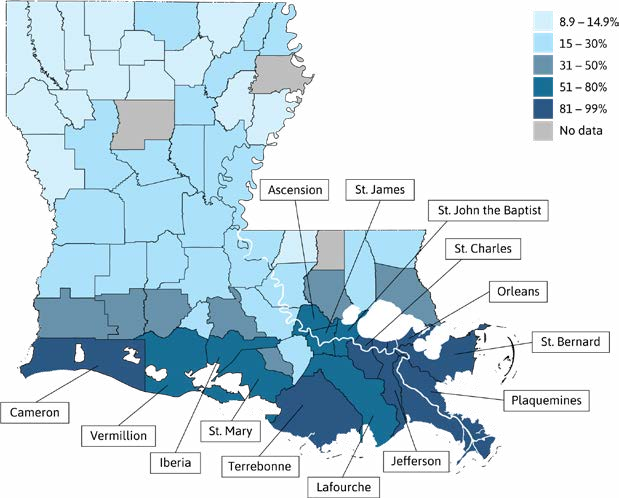 8.9 – 14.9%
15 – 30%
31 – 50%
51 – 80%
81 – 99%
No data
Ascension
St. James
St. John the Baptist
St. Charles
Orleans
St. Bernard
Plaquemines
Cameron
Vermillion
St. Mary
Iberia
Terrebonne
Jefferson
Lafourche